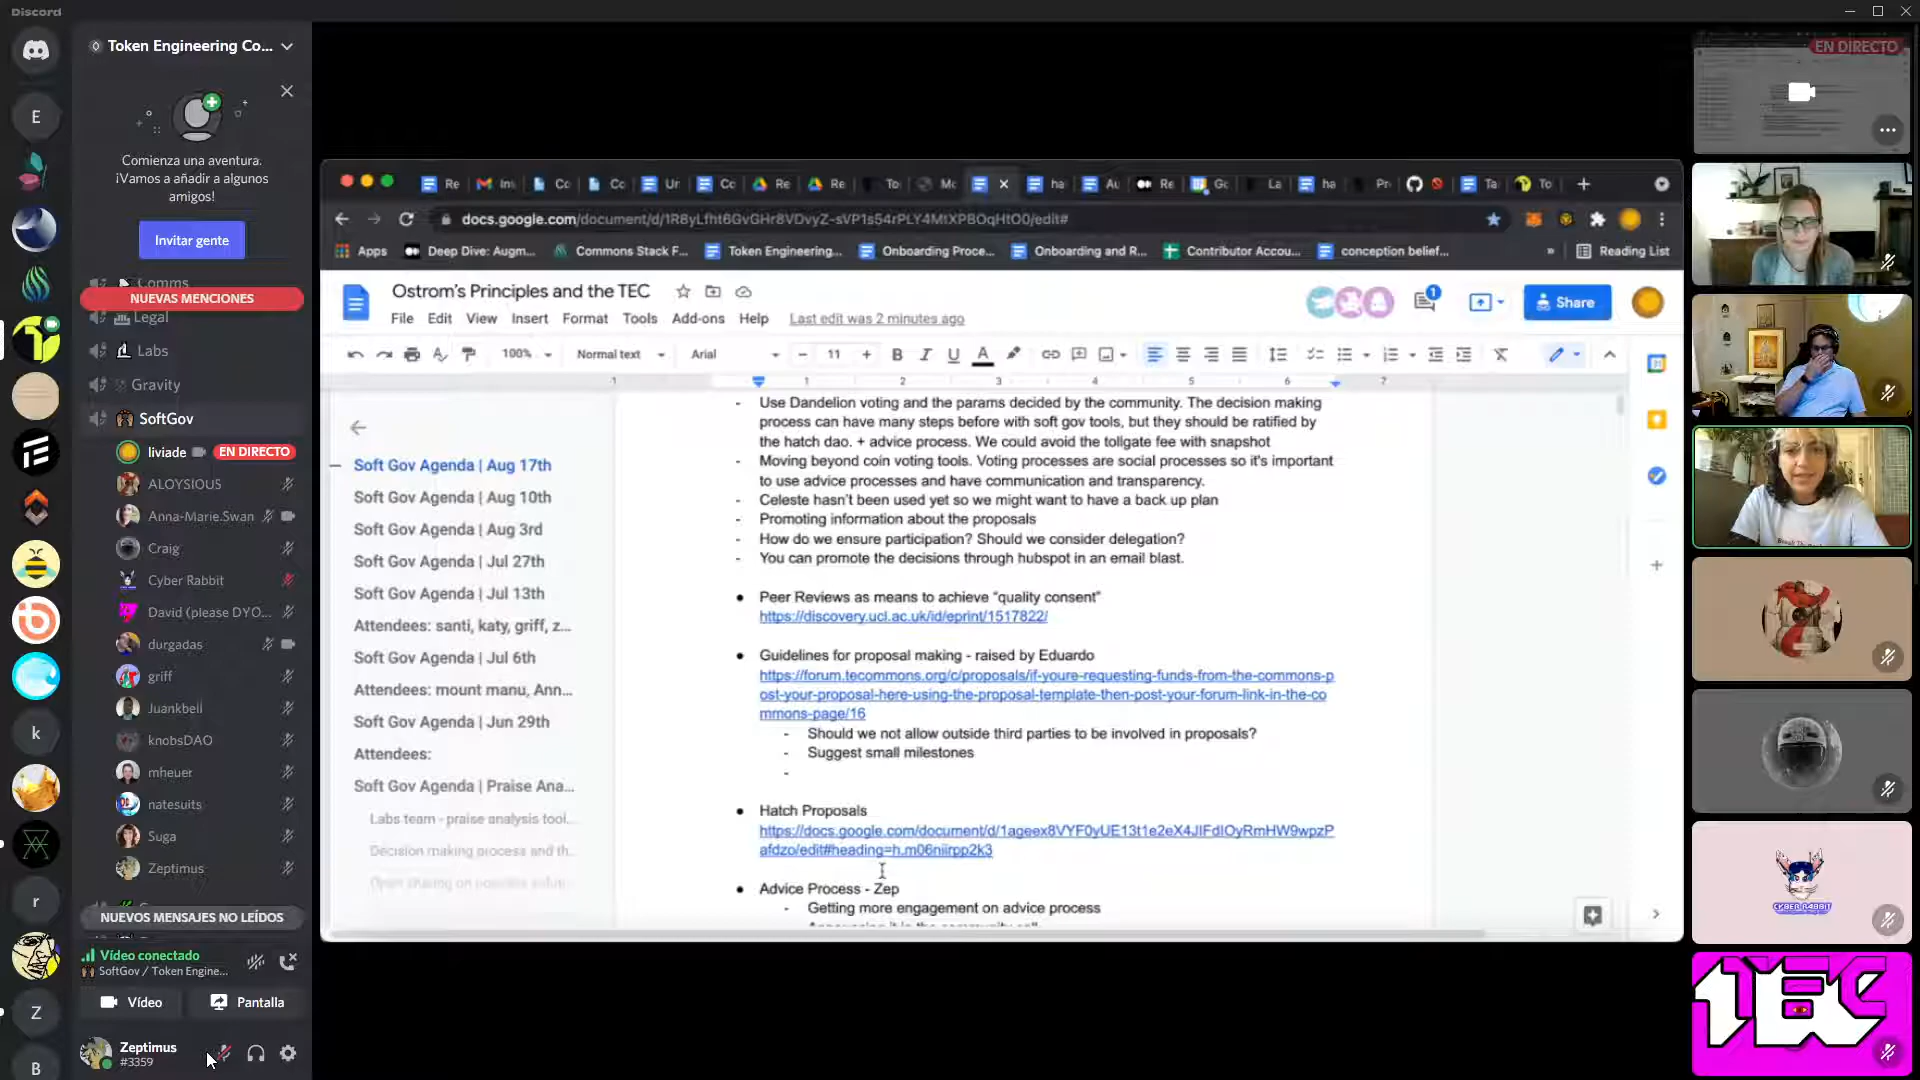 Discord
Token Engineering Co...
Comienza una aventura.
¡Vamos a añadir a algunos
amigos!
Invitar gente
Comms
NUEVAS MENCIONES
Legal
Labs
Gravity
SoftGov
liviade
EN DIRECTO
ALOYSIOUS
Anna-Marie.Swan
Craig
Cyber Rabbit
David (please DYO...
durgadas
griff
Juankbell
knobsDAO
mheuer
natesuits
Suga
Zeptimus
NUEVOS MENSAJES NO LEÍDOS
Vídeo conectado
SoftGov / Token Engine...
Vídeo
Pantalla
Zeptimus
#3359
E
k
r
Z
B
docs.google.com/document/d/1R8yLfht6GvGHr8VDvyZ-sVP1s54rPLY4MtXPBOqHtO0/edit#
Apps
Deep Dive: Augm...
Commons Stack F...
Token Engineering...
Onboarding Proce...
Onboarding and R...
Contributor Accou...
conception belief...
Reading List
Ostrom's Principles and the TEC
File Edit View Insert Format Tools Add-ons Help Last edit was 2 minutes ago
1
Share
100% Normal text Arial 11
1 1 2 3 4 5 6 7
Soft Gov Agenda | Aug 17th
Soft Gov Agenda | Aug 10th
Soft Gov Agenda | Aug 3rd
Soft Gov Agenda | Jul 27th
Soft Gov Agenda | Jul 13th
Attendees: santi, katy, griff, z...
Soft Gov Agenda | Jul 6th
Attendees: mount manu, Ann...
Soft Gov Agenda | Jun 29th
Attendees:
Soft Gov Agenda | Praise Ana...
Labs team - praise analysis tool...
Decision making process and th...
- Use Dandelion voting and the params decided by the community. The decision making
process can have many steps before with soft gov tools, but they should be ratified by
the hatch dao. + advice process. We could avoid the tollgate fee with snapshot
- Moving beyond coin voting tools. Voting processes are social processes so it's important
to use advice processes and have communication and transparency.
- Celeste hasn't been used yet so we might want to have a back up plan
- Promoting information about the proposals
- How do we ensure participation? Should we consider delegation?
- You can promote the decisions through hubspot in an email blast.
● Peer Reviews as means to achieve "quality consent"
https://discovery.ucl.ac.uk/id/eprint/1517822/
● Guidelines for proposal making - raised by Eduardo
https://forum.tecommons.org/c/proposals/if-youre-requesting-funds-from-the-commons-p
ost-your-proposal-here-using-the-proposal-template-then-post-your-forum-link-in-the-co
mmons-page/16
- Should we not allow outside third parties to be involved in proposals?
- Suggest small milestones
-
● Hatch Proposals
https://docs.google.com/document/d/1ageex8VYF0yUE13t1e2eX4JIFdIOyRmHW9wpzP
afdzo/edit#heading=h.m06niirpp2k3
● Advice Process - Zep
- Getting more engagement on advice process
EN DIRECTO
CYBER RABBIT
TEC